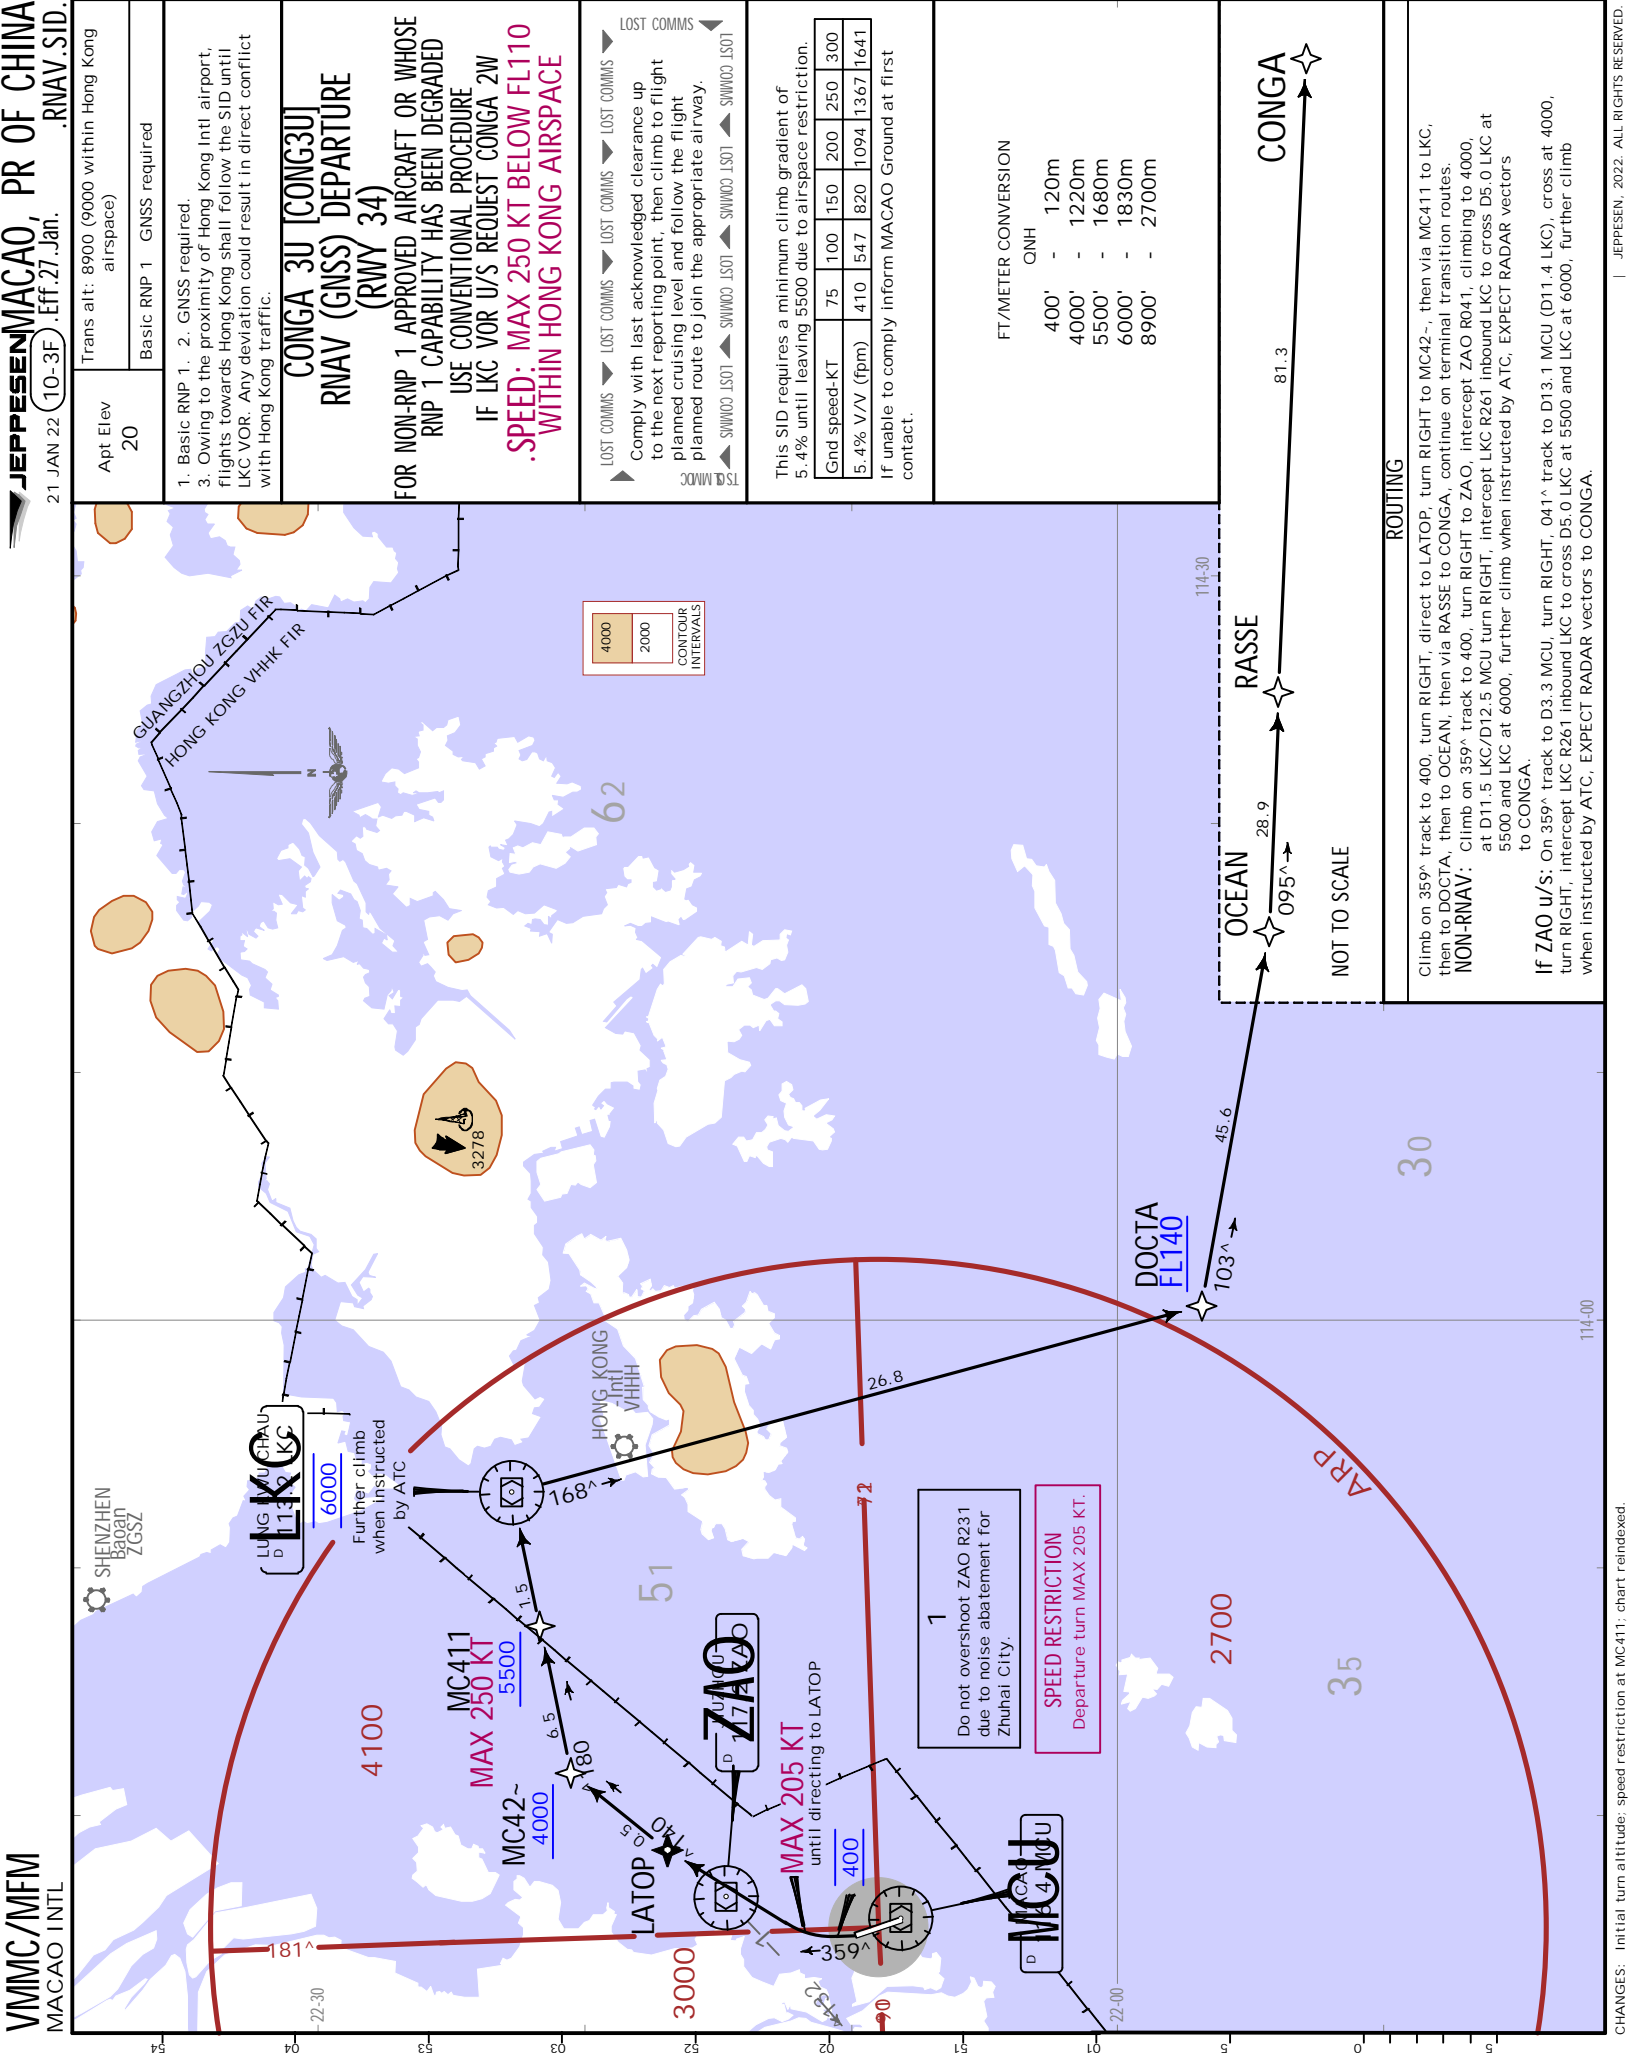 VMMC/MFM
MACAO INTL
JEPPESEN
MACAO, PR OF CHINA
21 JAN 22
10-3F
.Eff.27.Jan.
.RNAV.SID.
Apt Elev
20
Trans alt: 8900 (9000 within Hong Kong
airspace)
Basic RNP 1 GNSS required
1. Basic RNP 1. 2. GNSS required.
3. Owing to the proximity of Hong Kong Intl airport,
flights towards Hong Kong shall follow the SID until
LKC VOR. Any deviation could result in direct conflict
with Hong Kong traffic.
CONGA 3U [CONG3U]
RNAV (GNSS) DEPARTURE
(RWY 34)
FOR NON-RNP 1 APPROVED AIRCRAFT OR WHOSE
RNP 1 CAPABILITY HAS BEEN DEGRADED
USE CONVENTIONAL PROCEDURE
IF LKC VOR U/S REQUEST CONGA 2W
.SPEED: MAX 250 KT BELOW FL110
WITHIN HONG KONG AIRSPACE
LOST COMMS LOST COMMS LOST COMMS LOST COMMS
LOST COMMS
Comply with last acknowledged clearance up
to the next reporting point, then climb to flight
planned cruising level and follow the flight
planned route to join the appropriate airway.
LOST COMMS LOST COMMS LOST COMMS LOST COMMS
This SID requires a minimum climb gradient of
5.4% until leaving 5500 due to airspace restriction.
Gnd speed-KT 75 100 150 200 250 300
5.4% V/V (fpm) 410 547 820 1094 1367 1641
If unable to comply inform MACAO Ground at first
contact.
FT/METER CONVERSION
QNH
400' - 120m
4000' - 1220m
5500' - 1680m
6000' - 1830m
8900' - 2700m
GUANGZHOU ZGZU FIR
HONG KONG VHHK FIR
N
4000
2000
CONTOUR
INTERVALS
SHENZHEN
Baoan
ZGSZ
LKC
D
6000
Further climb
when instructed
by ATC
3278
62
HONG KONG
-Intl
VHHH
168^
26.8
MC411
MAX 250 KT
5500
7.5
6.5
MC42~
4000
LATOP
0.5
51
4100
ZAO
D
MAX 205 KT
until directing to LATOP
400
359^
MCU
D
181^
3000
132^
1
Do not overshoot ZAO R231
due to noise abatement for
Zhuhai City.
SPEED RESTRICTION
Departure turn MAX 205 KT.
2700
35
30
ARP
DOCTA
FL140
103^
45.6
OCEAN
095^
28.9
RASSE
81.3
CONGA
NOT TO SCALE
22-30
22-00
114-00
114-30
ROUTING
Climb on 359^ track to 400, turn RIGHT, direct to LATOP, turn RIGHT to MC42~, then via MC411 to LKC,
then to DOCTA, then to OCEAN, then via RASSE to CONGA, continue on terminal transition routes.
NON-RNAV: Climb on 359^ track to 400, turn RIGHT to ZAO, intercept ZAO R041, climbing to 4000,
at D11.5 LKC/D12.5 MCU turn RIGHT, intercept LKC R261 inbound LKC to cross D5.0 LKC at
5500 and LKC at 6000, further climb when instructed by ATC, EXPECT RADAR vectors
to CONGA.
If ZAO u/s: On 359^ track to D3.3 MCU, turn RIGHT, 041^ track to D13.1 MCU (D11.4 LKC), cross at 4000,
turn RIGHT, intercept LKC R261 inbound LKC to cross D5.0 LKC at 5500 and LKC at 6000, further climb
when instructed by ATC, EXPECT RADAR vectors to CONGA.
CHANGES: Initial turn altitude; speed restriction at MC411; chart reindexed.
| JEPPESEN, 2022. ALL RIGHTS RESERVED.